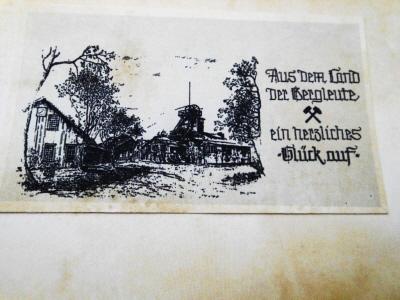 Aus dem Land
der Bergleute
ein herzliches
·Glück auf·